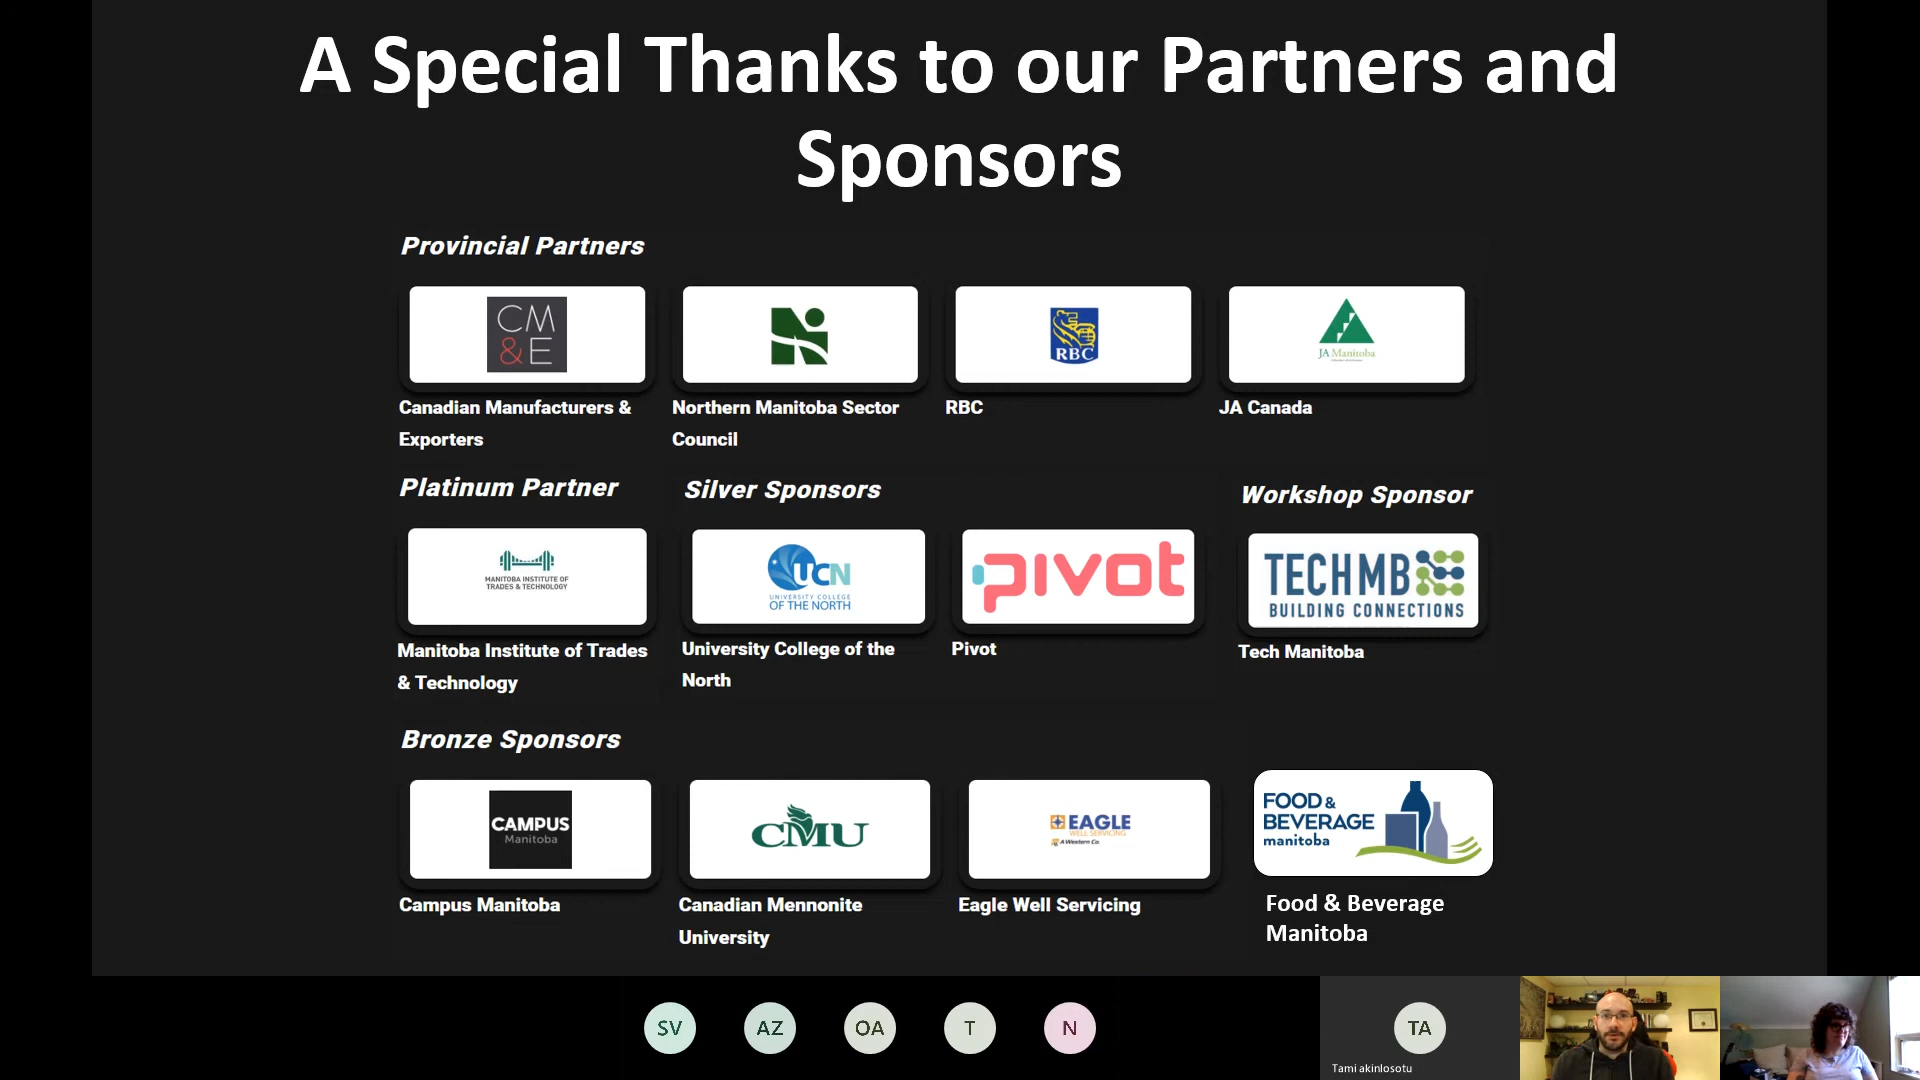 A Special Thanks to our Partners and
Sponsors
Provincial Partners
CM
&E
RBC
JA Manitoba
Canadian Manufacturers &
Exporters
Northern Manitoba Sector
Council
RBC
JA Canada
Platinum Partner
Silver Sponsors
Workshop Sponsor
MANITOBA INSTITUTE OF
TRADES & TECHNOLOGY
UCN
UNIVERSITY COLLEGE
OF THE NORTH
pivot
TECHMB
BUILDING CONNECTIONS
Manitoba Institute of Trades
& Technology
University College of the
North
Pivot
Tech Manitoba
Bronze Sponsors
CAMPUS
Manitoba
CMU
EAGLE
WELL SERVICING
A Western Co.
FOOD &
BEVERAGE
manitoba
Campus Manitoba
Canadian Mennonite
University
Eagle Well Servicing
Food & Beverage
Manitoba
SV
AZ
OA
T
N
TA
Tami akinlosotu